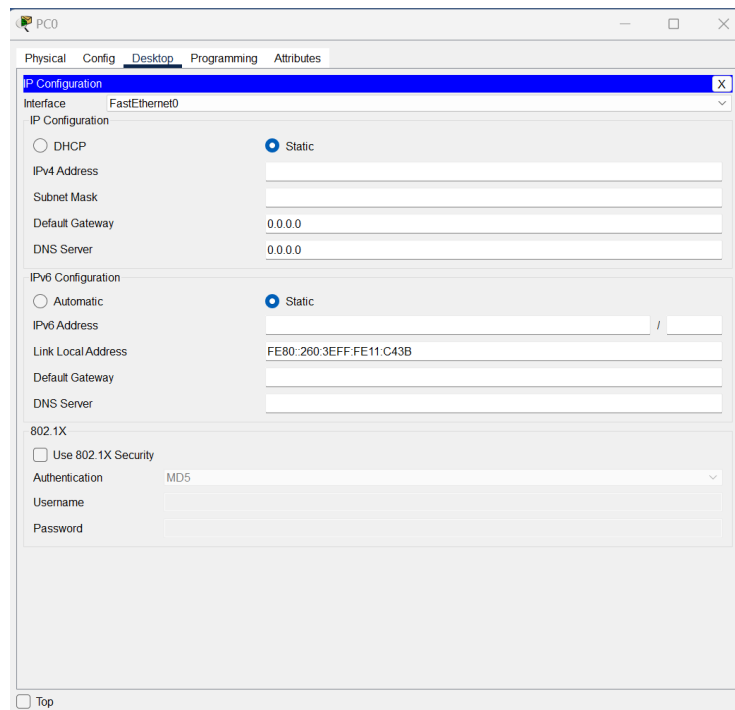 PC0
Physical Config Desktop Programming Attributes
IP Configuration X
Interface FastEthernet0
IP Configuration
DHCP Static
IPv4 Address
Subnet Mask
Default Gateway 0.0.0.0
DNS Server 0.0.0.0
IPv6 Configuration
Automatic Static
IPv6 Address /
Link Local Address FE80::260:3EFF:FE11:C43B
Default Gateway
DNS Server
802.1X
Use 802.1X Security
Authentication MD5
Username
Password
Top